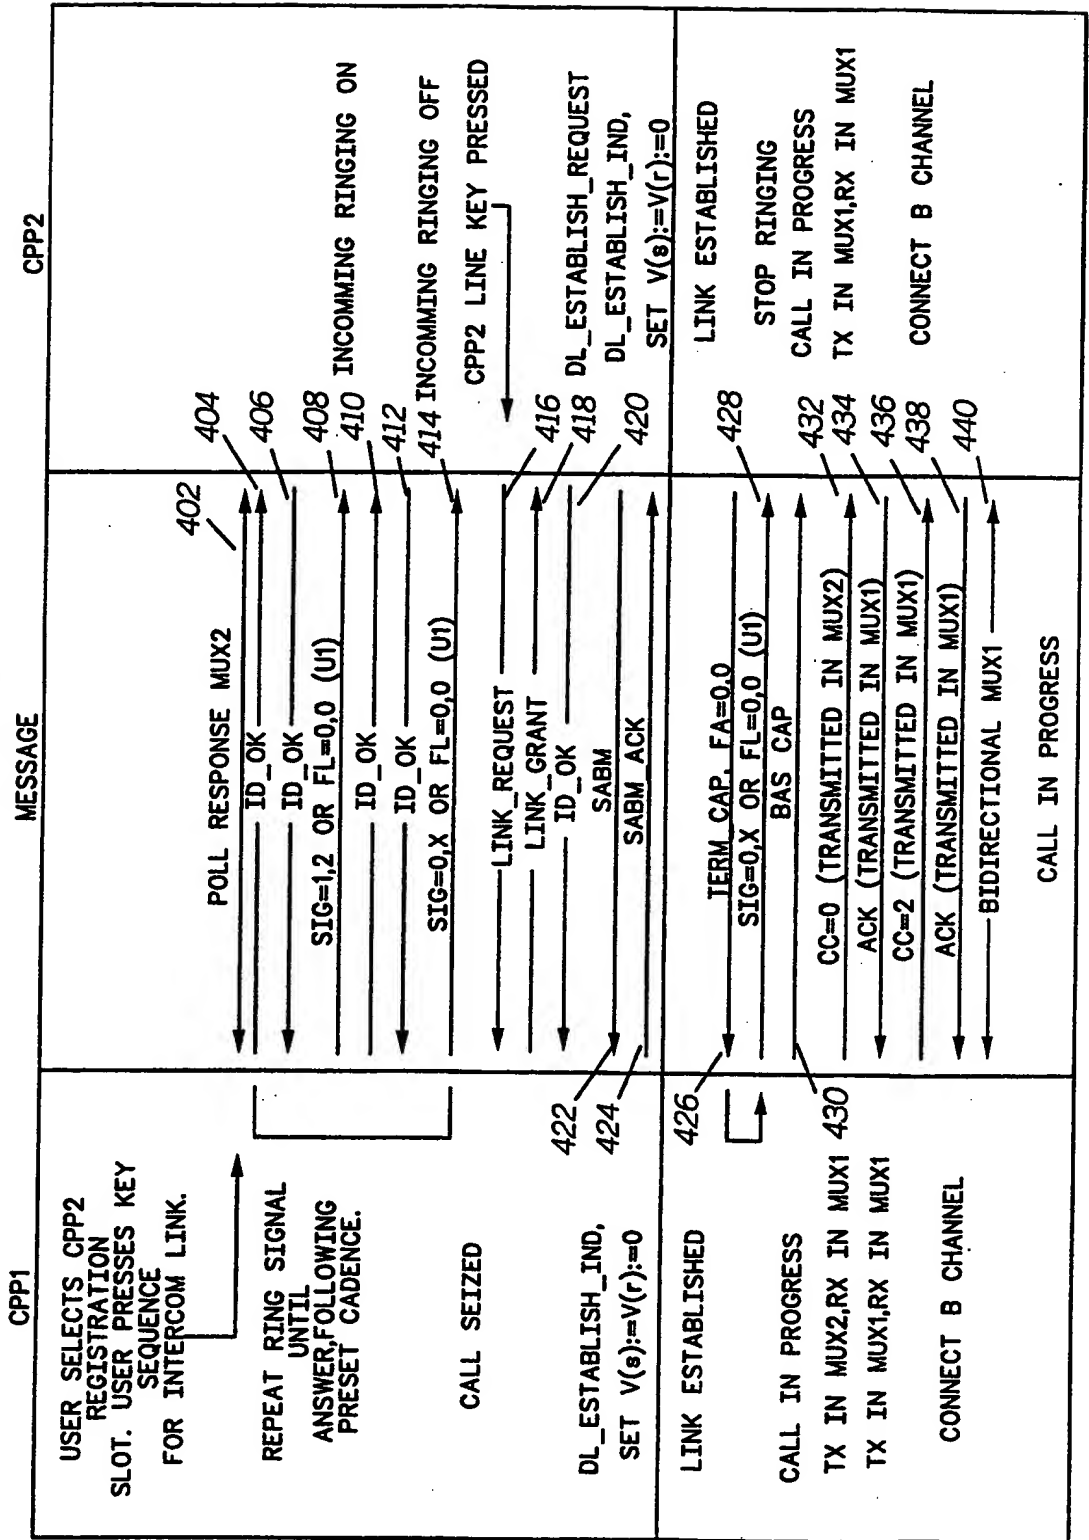 CPP1
MESSAGE
CPP2
USER SELECTS CPP2
REGISTRATION
SLOT. USER PRESSES KEY
SEQUENCE
FOR INTERCOM LINK.
REPEAT RING SIGNAL
UNTIL
ANSWER,FOLLOWING
PRESET CADENCE.
CALL SEIZED
DL_ESTABLISH_IND,
SET V(s):=V(r):=0
POLL RESPONSE MUX2
402
ID_OK
404
ID_OK
406
SIG=1,2 OR FL=0,0 (U1)
408
ID_OK
410
ID_OK
412
SIG=0,X OR FL=0,0 (U1)
414
LINK_REQUEST
416
LINK_GRANT
418
ID_OK
420
SABM
422
SABM_ACK
424
INCOMMING RINGING ON
INCOMMING RINGING OFF
CPP2 LINE KEY PRESSED
DL_ESTABLISH_REQUEST
DL_ESTABLISH_IND,
SET V(s):=V(r):=0
LINK ESTABLISHED
CALL IN PROGRESS
TX IN MUX2,RX IN MUX1
TX IN MUX1,RX IN MUX1
CONNECT B CHANNEL
426
TERM CAP, FA=0,0
SIG=0,X OR FL=0,0 (U1)
428
BAS CAP
430
CC=0 (TRANSMITTED IN MUX2)
432
ACK (TRANSMITTED IN MUX1)
434
CC=2 (TRANSMITTED IN MUX1)
436
ACK (TRANSMITTED IN MUX1)
438
BIDIRECTIONAL MUX1
440
CALL IN PROGRESS
LINK ESTABLISHED
STOP RINGING
CALL IN PROGRESS
TX IN MUX1,RX IN MUX1
CONNECT B CHANNEL